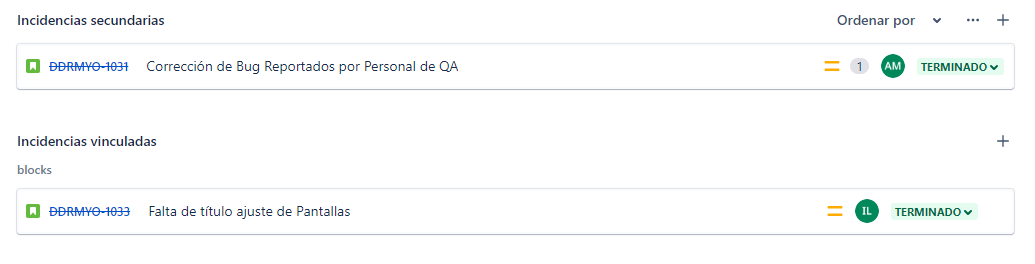 Incidencias secundarias
Ordenar por
DDRMYO-1031 Corrección de Bug Reportados por Personal de QA 1 AM TERMINADO
Incidencias vinculadas
blocks
DDRMYO-1033 Falta de título ajuste de Pantallas IL TERMINADO